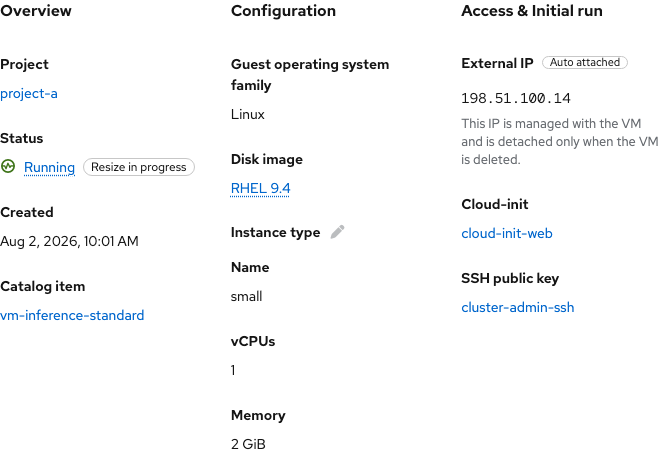 Overview
Project
project-a
Status
Running Resize in progress
Created
Aug 2, 2026, 10:01 AM
Catalog item
vm-inference-standard
Configuration
Guest operating system
family
Linux
Disk image
RHEL 9.4
Instance type
Name
small
vCPUs
1
Memory
2 GiB
Access & Initial run
External IP Auto attached
198.51.100.14
This IP is managed with the VM
and is detached only when the VM
is deleted.
Cloud-init
cloud-init-web
SSH public key
cluster-admin-ssh